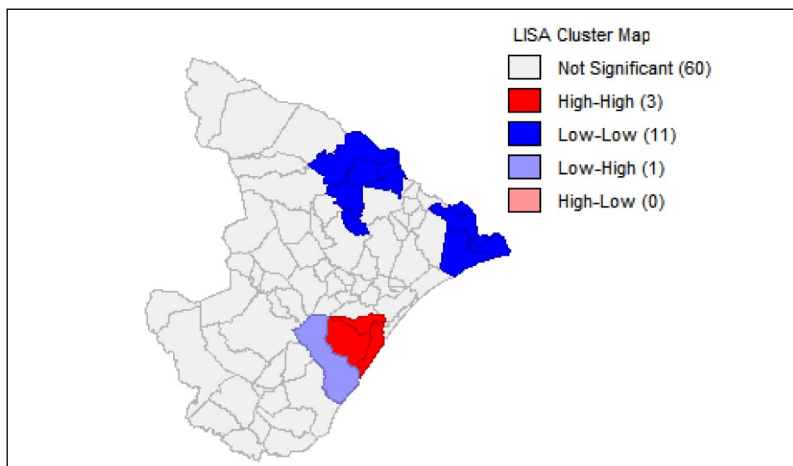 LISA Cluster Map
Not Significant (60)
High-High (3)
Low-Low (11)
Low-High (1)
High-Low (0)